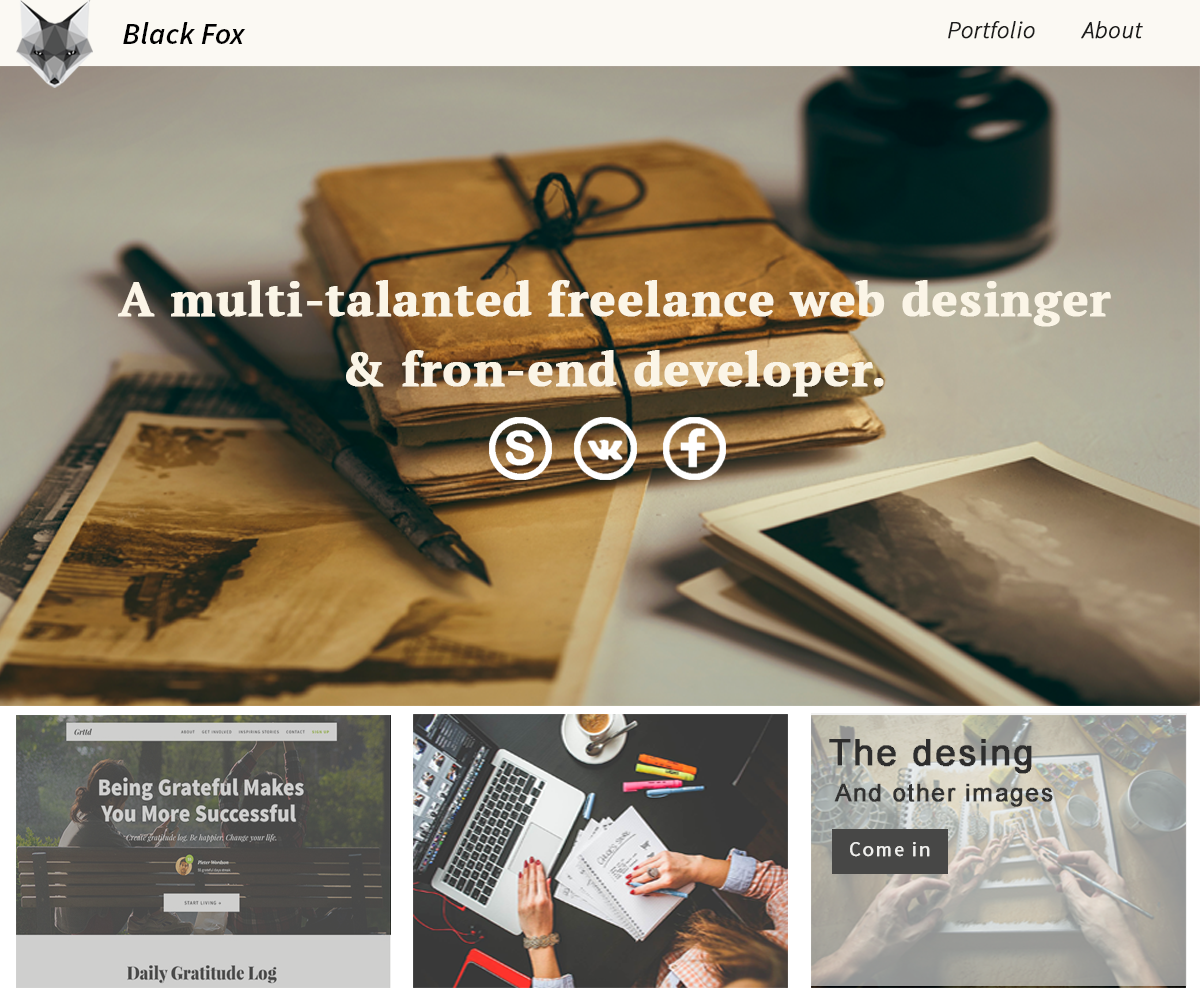 Black Fox
Portfolio
About
A multi-talanted freelance web desinger
& fron-end developer.
S
f
GrtId
ABOUT GET INVOLVED INSPIRING STORIES CONTACT SIGN UP
Being Grateful Makes
You More Successful
Create gratitude log. Be happier. Change your life.
Pieter Wordson
START LIVING »
Daily Gratitude Log
The desing
And other images
Come in